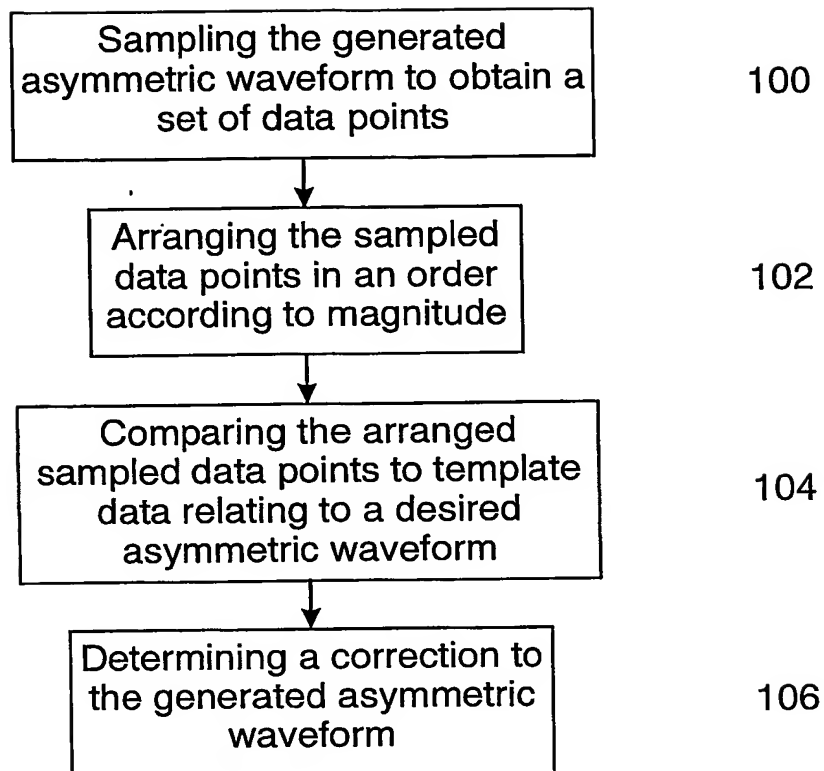 Sampling the generated
asymmetric waveform to obtain a
set of data points
100
Arranging the sampled
data points in an order
according to magnitude
102
Comparing the arranged
sampled data points to template
data relating to a desired
asymmetric waveform
104
Determining a correction to
the generated asymmetric
waveform
106